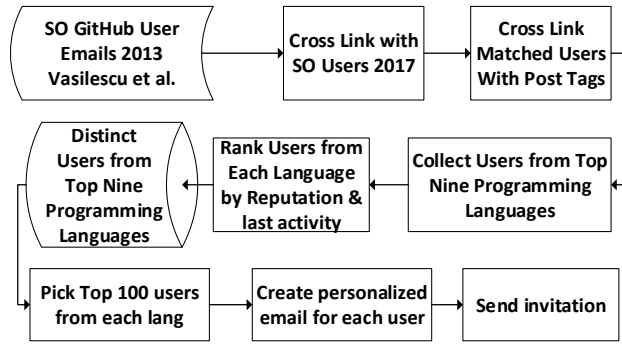 SO GitHub User
Emails 2013
Vasilescu et al.
Cross Link with
SO Users 2017
Cross Link
Matched Users
With Post Tags
Collect Users from Top
Nine Programming
Languages
Rank Users from
Each Language
by Reputation &
last activity
Distinct
Users from
Top Nine
Programming
Languages
Pick Top 100 users
from each lang
Create personalized
email for each user
Send invitation